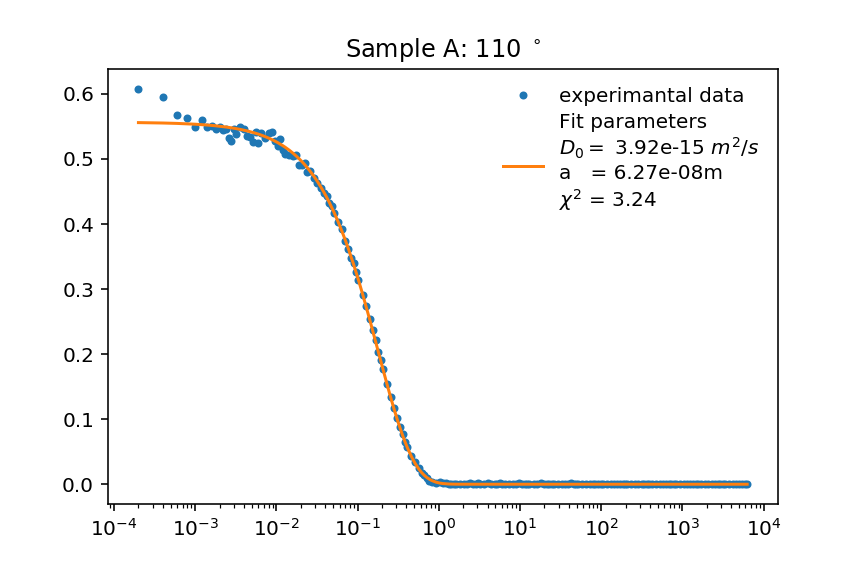 Sample A: 110 °
experimantal data
Fit parameters
D₀ = 3.92e-15 m²/s
a = 6.27e-08m
χ² = 3.24
0.6
0.5
0.4
0.3
0.2
0.1
0.0
10⁻⁴ 10⁻³ 10⁻² 10⁻¹ 10⁰ 10¹ 10² 10³ 10⁴